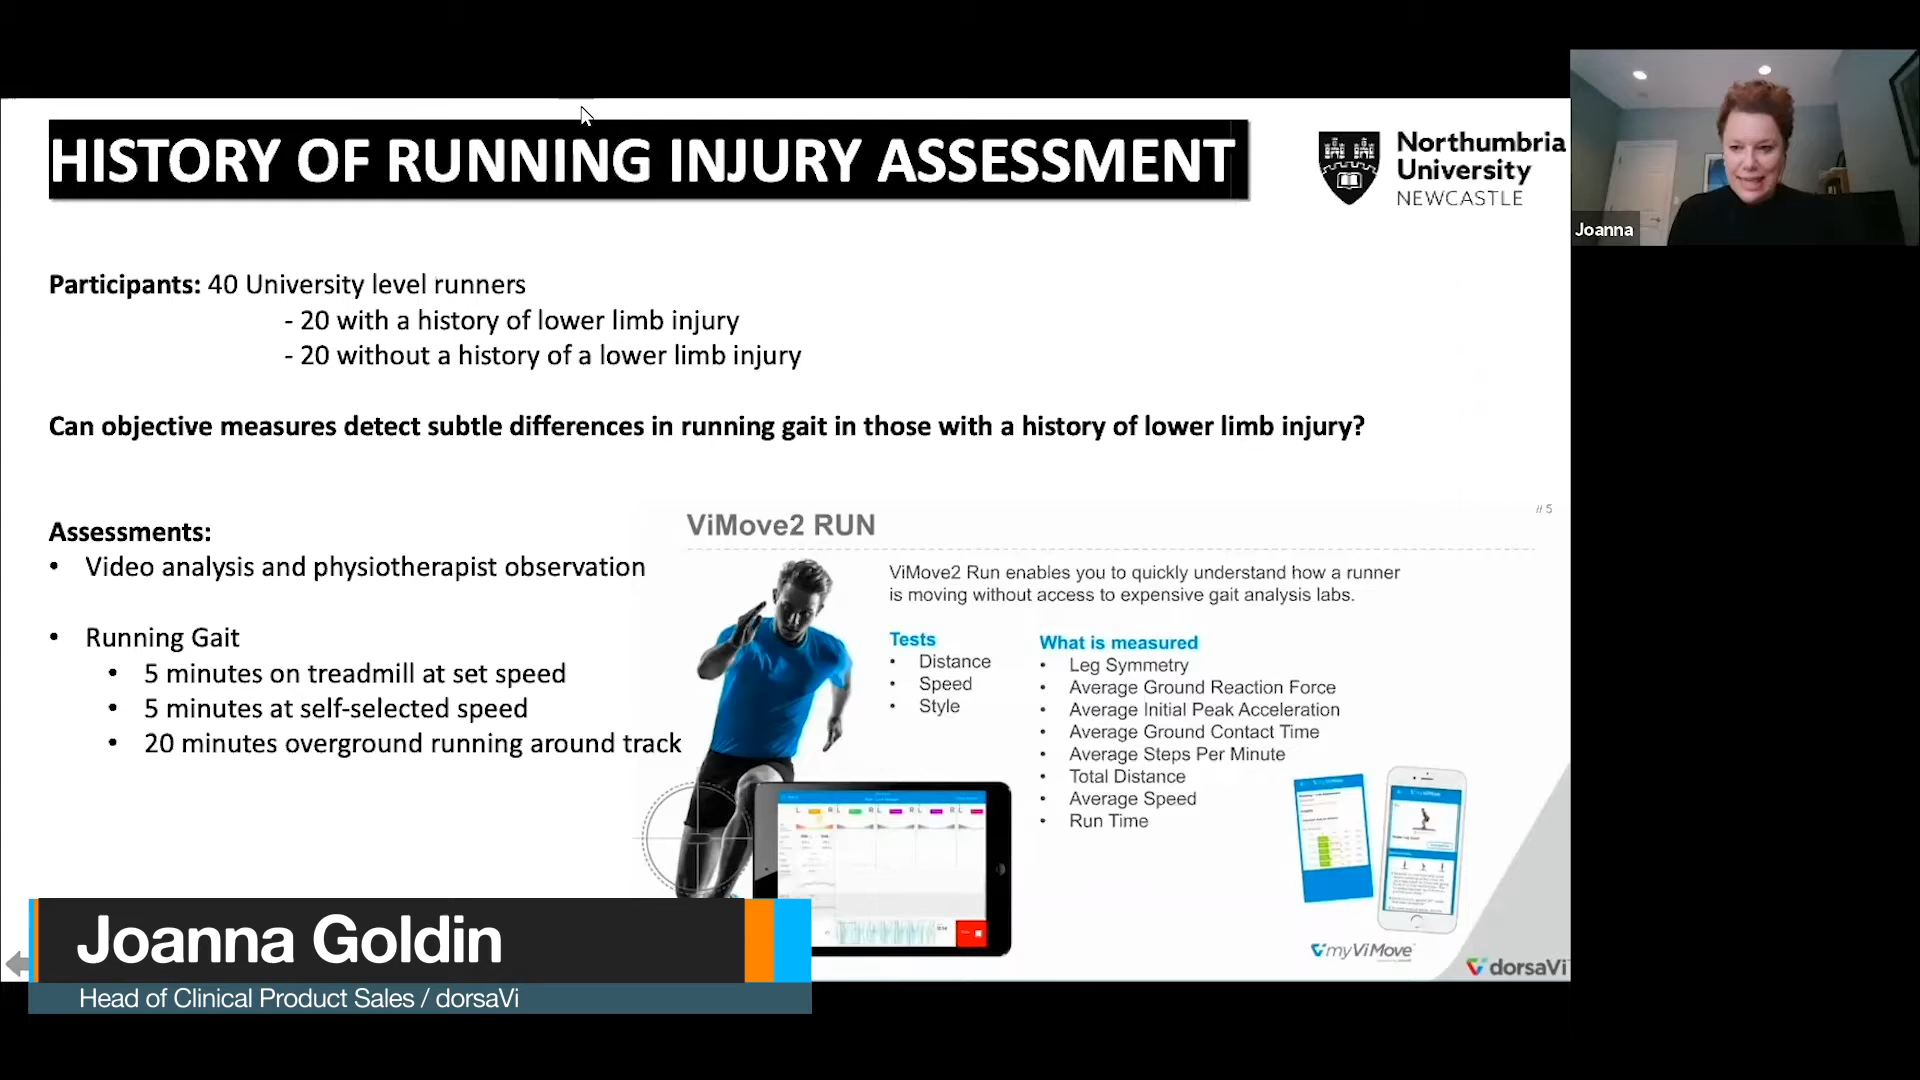 HISTORY OF RUNNING INJURY ASSESSMENT
Northumbria
University
NEWCASTLE
Joanna
Participants: 40 University level runners
- 20 with a history of lower limb injury
- 20 without a history of a lower limb injury
Can objective measures detect subtle differences in running gait in those with a history of lower limb injury?
Assessments:
• Video analysis and physiotherapist observation
• Running Gait
• 5 minutes on treadmill at set speed
• 5 minutes at self-selected speed
• 20 minutes overground running around track
// 5
ViMove2 RUN
ViMove2 Run enables you to quickly understand how a runner
is moving without access to expensive gait analysis labs.
Tests
• Distance
• Speed
• Style
What is measured
• Leg Symmetry
• Average Ground Reaction Force
• Average Initial Peak Acceleration
• Average Ground Contact Time
• Average Steps Per Minute
• Total Distance
• Average Speed
• Run Time
L R L R L R L R L
myViMove
dorsaVi
Joanna Goldin
Head of Clinical Product Sales / dorsaVi